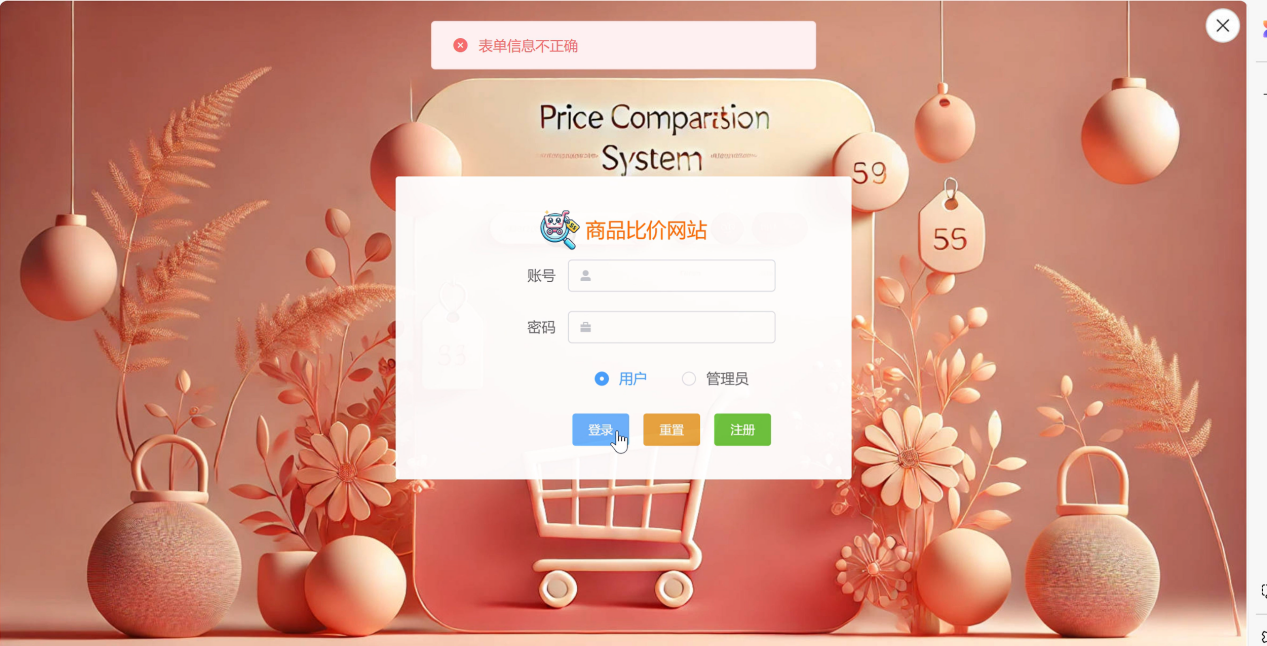 表单信息不正确
Price Compartsion
System
59
55
商品比价网站
账号
密码
用户
管理员
登录
重置
注册